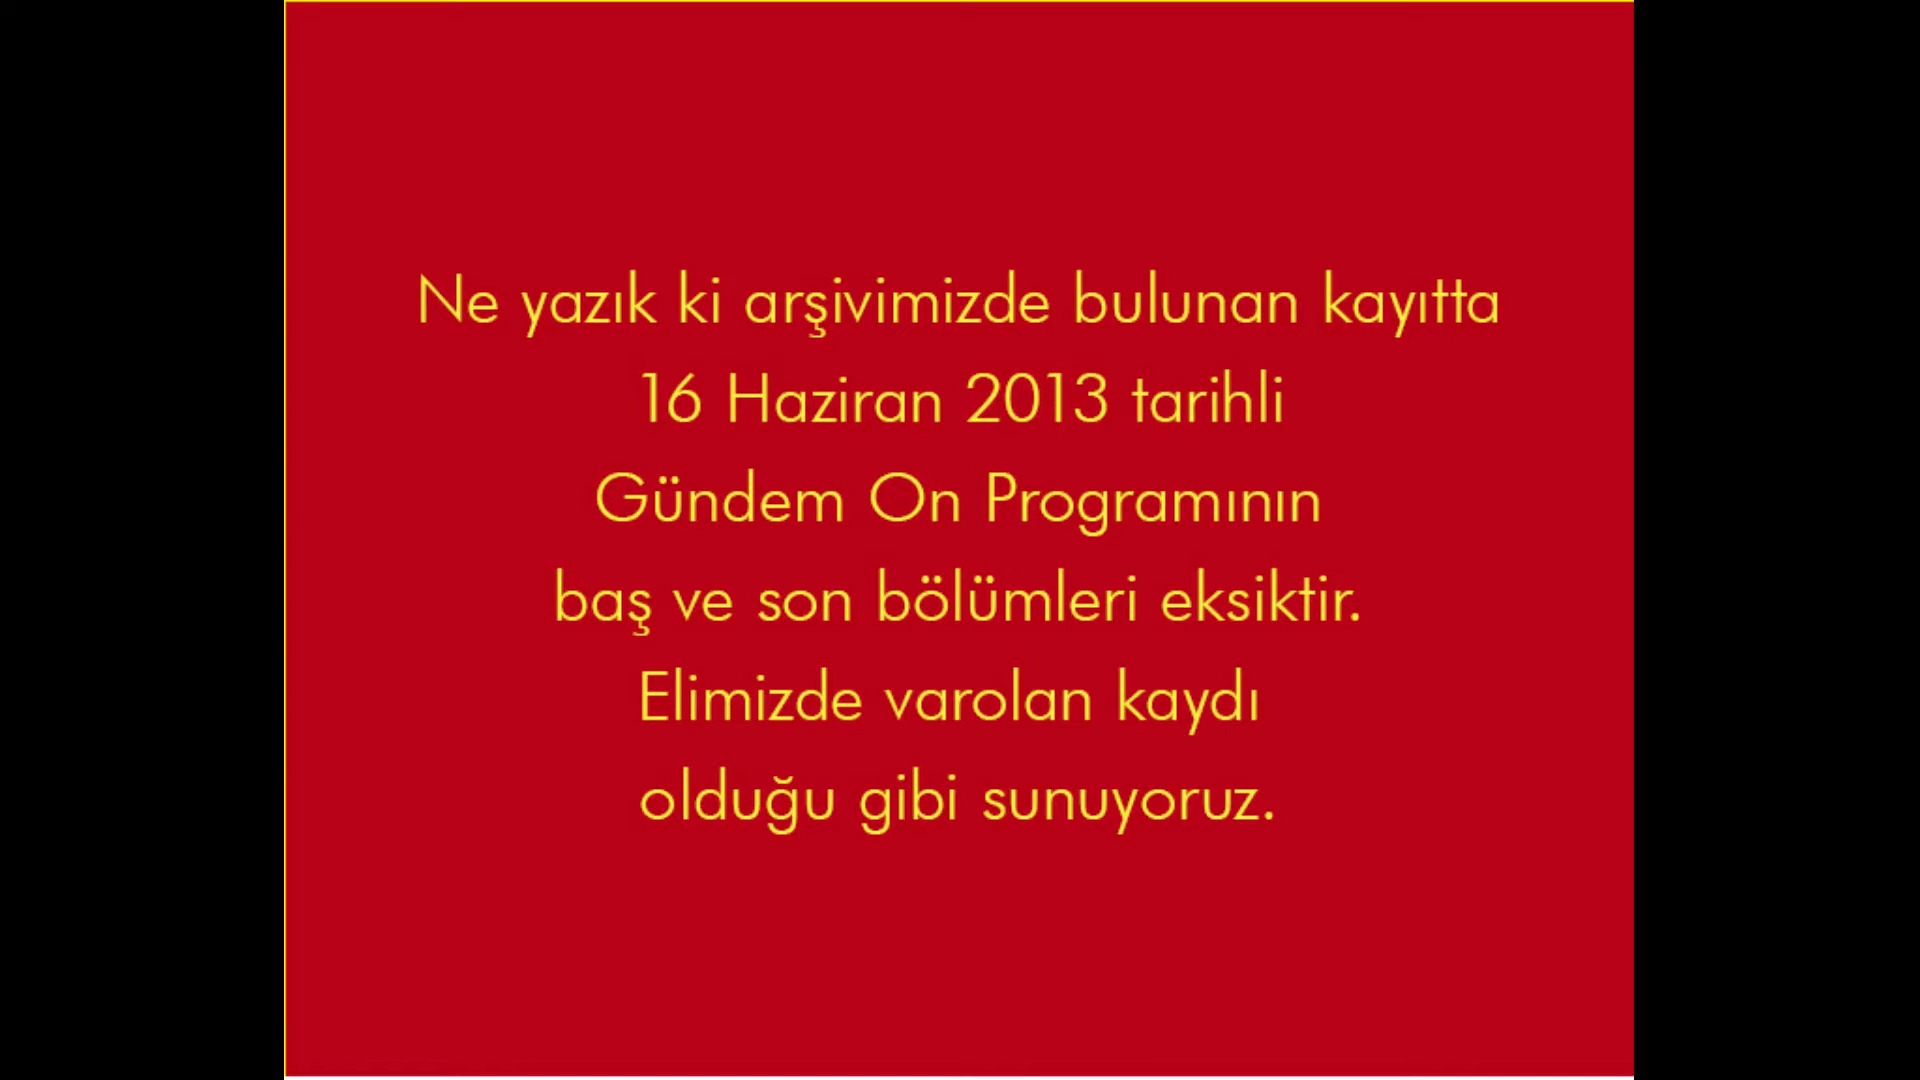 Ne yazık ki arşivimizde bulunan kayıtta
16 Haziran 2013 tarihli
Gündem On Programının
baş ve son bölümleri eksiktir.
Elimizde varolan kaydı
olduğu gibi sunuyoruz.